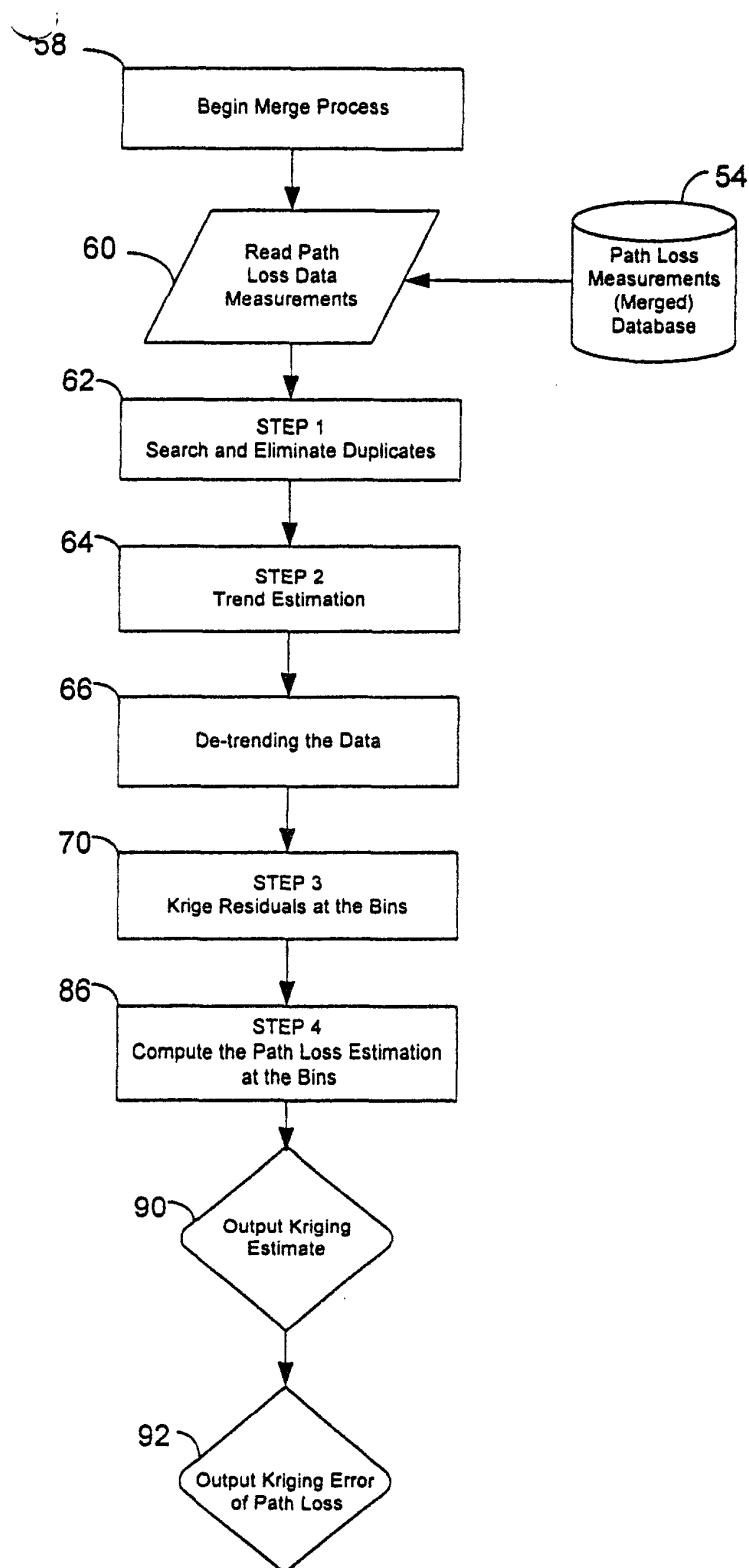 58
Begin Merge Process
54
60
Read Path
Loss Data
Measurements
Path Loss
Measurements
(Merged)
Database
62
STEP 1
Search and Eliminate Duplicates
64
STEP 2
Trend Estimation
66
De-trending the Data
70
STEP 3
Krige Residuals at the Bins
86
STEP 4
Compute the Path Loss Estimation
at the Bins
90
Output Kriging
Estimate
92
Output Kriging Error
of Path Loss